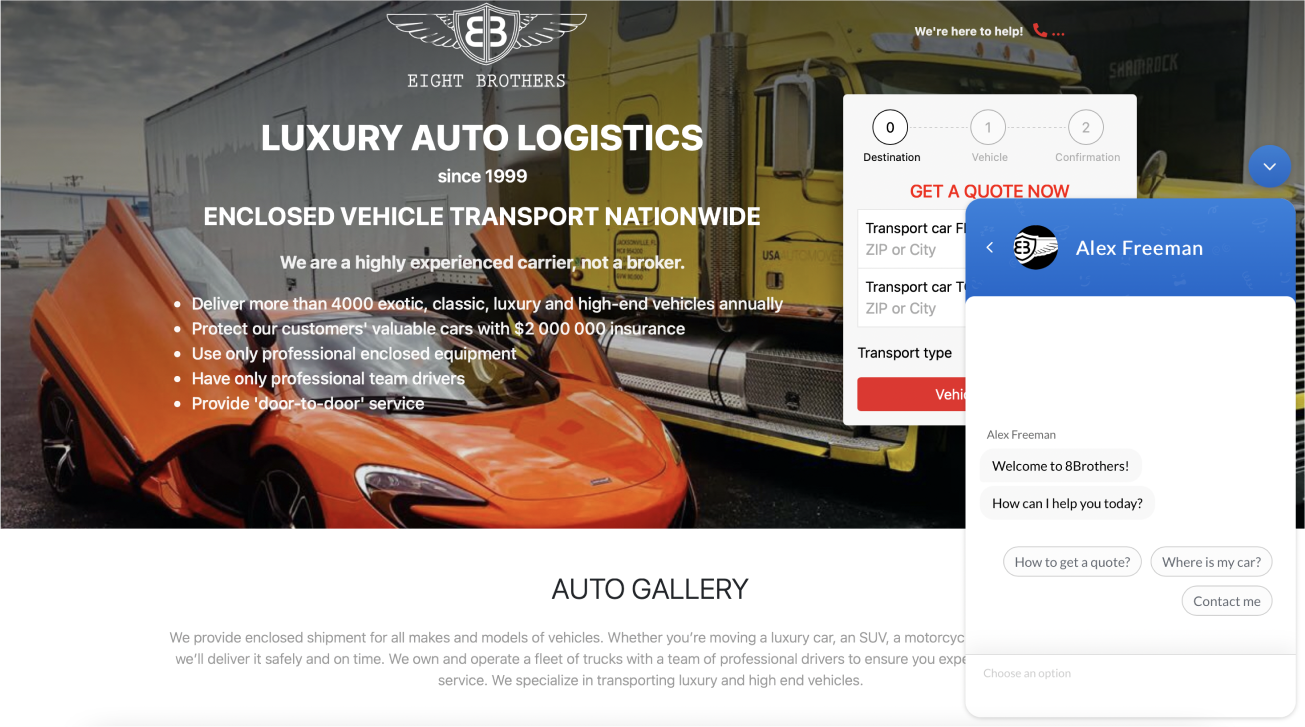 8B
EIGHT BROTHERS
We're here to help! ...
SHAMROCK
LUXURY AUTO LOGISTICS
since 1999
ENCLOSED VEHICLE TRANSPORT NATIONWIDE
We are a highly experienced carrier, not a broker.
Deliver more than 4000 exotic, classic, luxury and high-end vehicles annually
Protect our customers' valuable cars with $2 000 000 insurance
Use only professional enclosed equipment
Have only professional team drivers
Provide 'door-to-door' service
JACKSONVILLE, FL
USA AUTOMOVER
0 1 2
Destination Vehicle Confirmation
GET A QUOTE NOW
Transport car F
ZIP or City
Transport car T
ZIP or City
Transport type
Vehi
8B
Alex Freeman
Alex Freeman
Welcome to 8Brothers!
How can I help you today?
How to get a quote? Where is my car?
Contact me
Choose an option
AUTO GALLERY
We provide enclosed shipment for all makes and models of vehicles. Whether you're moving a luxury car, an SUV, a motorcyc
we'll deliver it safely and on time. We own and operate a fleet of trucks with a team of professional drivers to ensure you expe
service. We specialize in transporting luxury and high end vehicles.